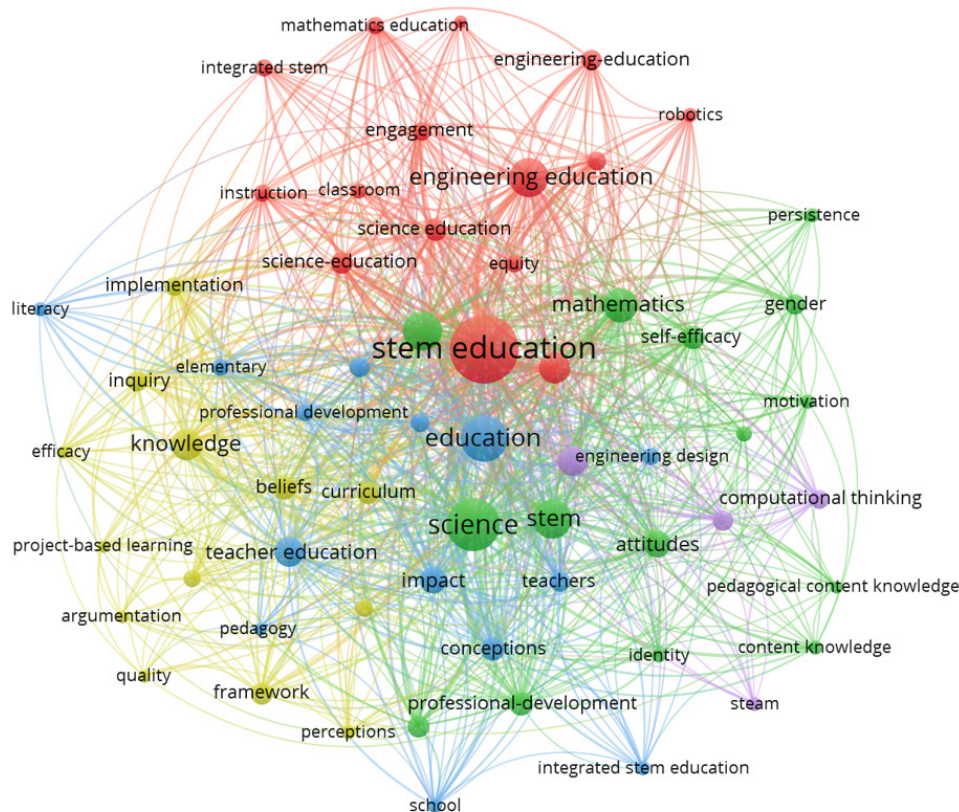 mathematics education
engineering-education
integrated stem
robotics
engagement
engineering education
instruction
classroom
persistence
science education
science-education
equity
implementation
mathematics
gender
literacy
self-efficacy
stem education
elementary
inquiry
motivation
professional development
knowledge
education
efficacy
engineering design
beliefs
curriculum
computational thinking
science
stem
project-based learning
teacher education
attitudes
impact
teachers
pedagogical content knowledge
argumentation
pedagogy
conceptions
identity
content knowledge
quality
framework
professional-development
steam
perceptions
integrated stem education
school